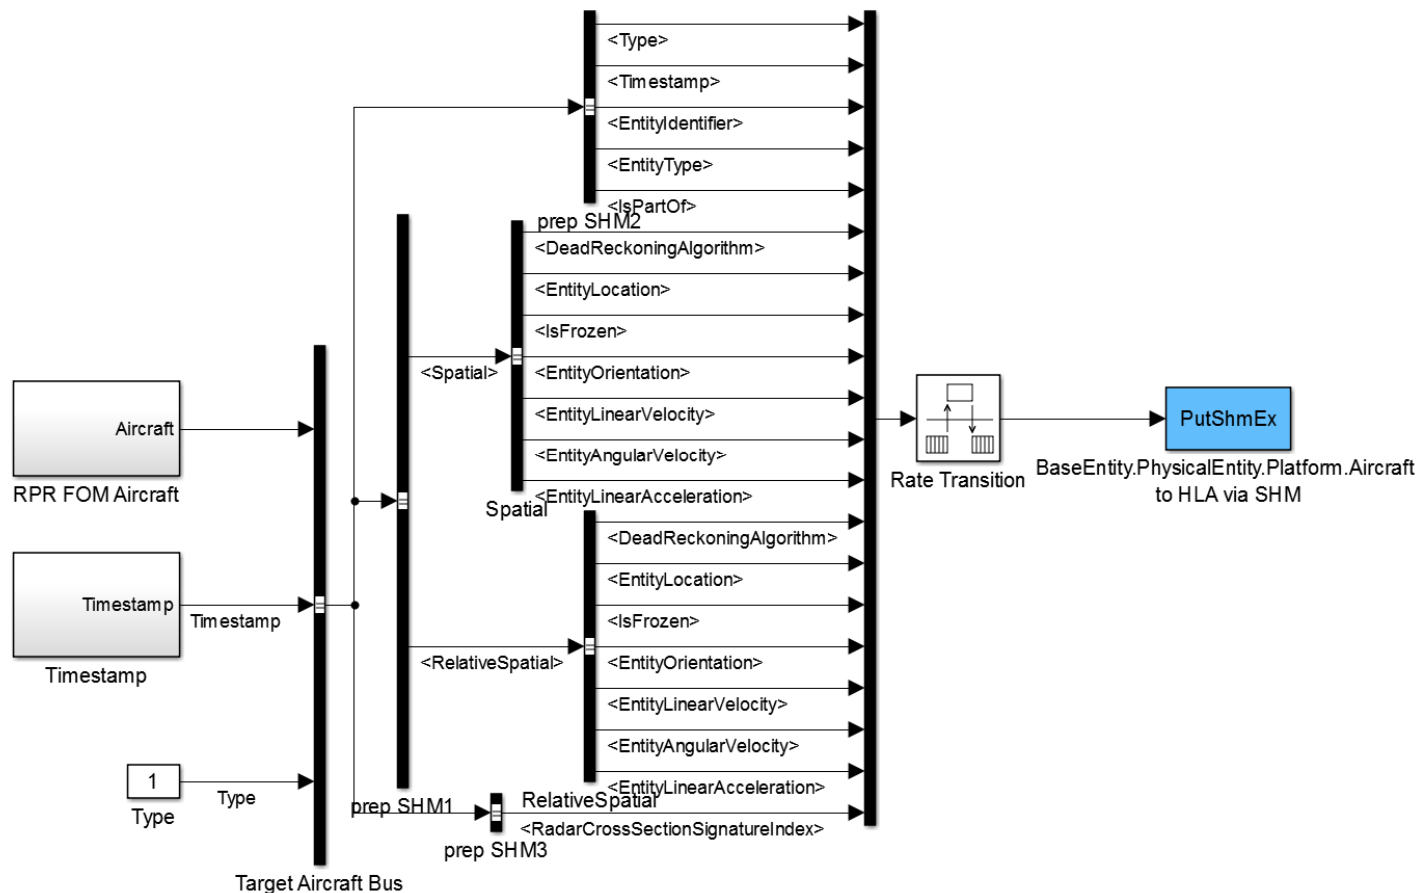 <Type>
<Timestamp>
<EntityIdentifier>
<EntityType>
<IsPartOf>
prep SHM2
<DeadReckoningAlgorithm>
<EntityLocation>
<IsFrozen>
<Spatial>
<EntityOrientation>
<EntityLinearVelocity>
<EntityAngularVelocity>
<EntityLinearAcceleration>
Spatial
Aircraft
RPR FOM Aircraft
PutShmEx
BaseEntity.PhysicalEntity.Platform.Aircraft
to HLA via SHM
Rate Transition
<DeadReckoningAlgorithm>
<EntityLocation>
<IsFrozen>
<RelativeSpatial>
<EntityOrientation>
<EntityLinearVelocity>
<EntityAngularVelocity>
<EntityLinearAcceleration>
Timestamp
Timestamp
Timestamp
1
Type
Type
prep SHM1
RelativeSpatial
<RadarCrossSectionSignatureIndex>
prep SHM3
Target Aircraft Bus